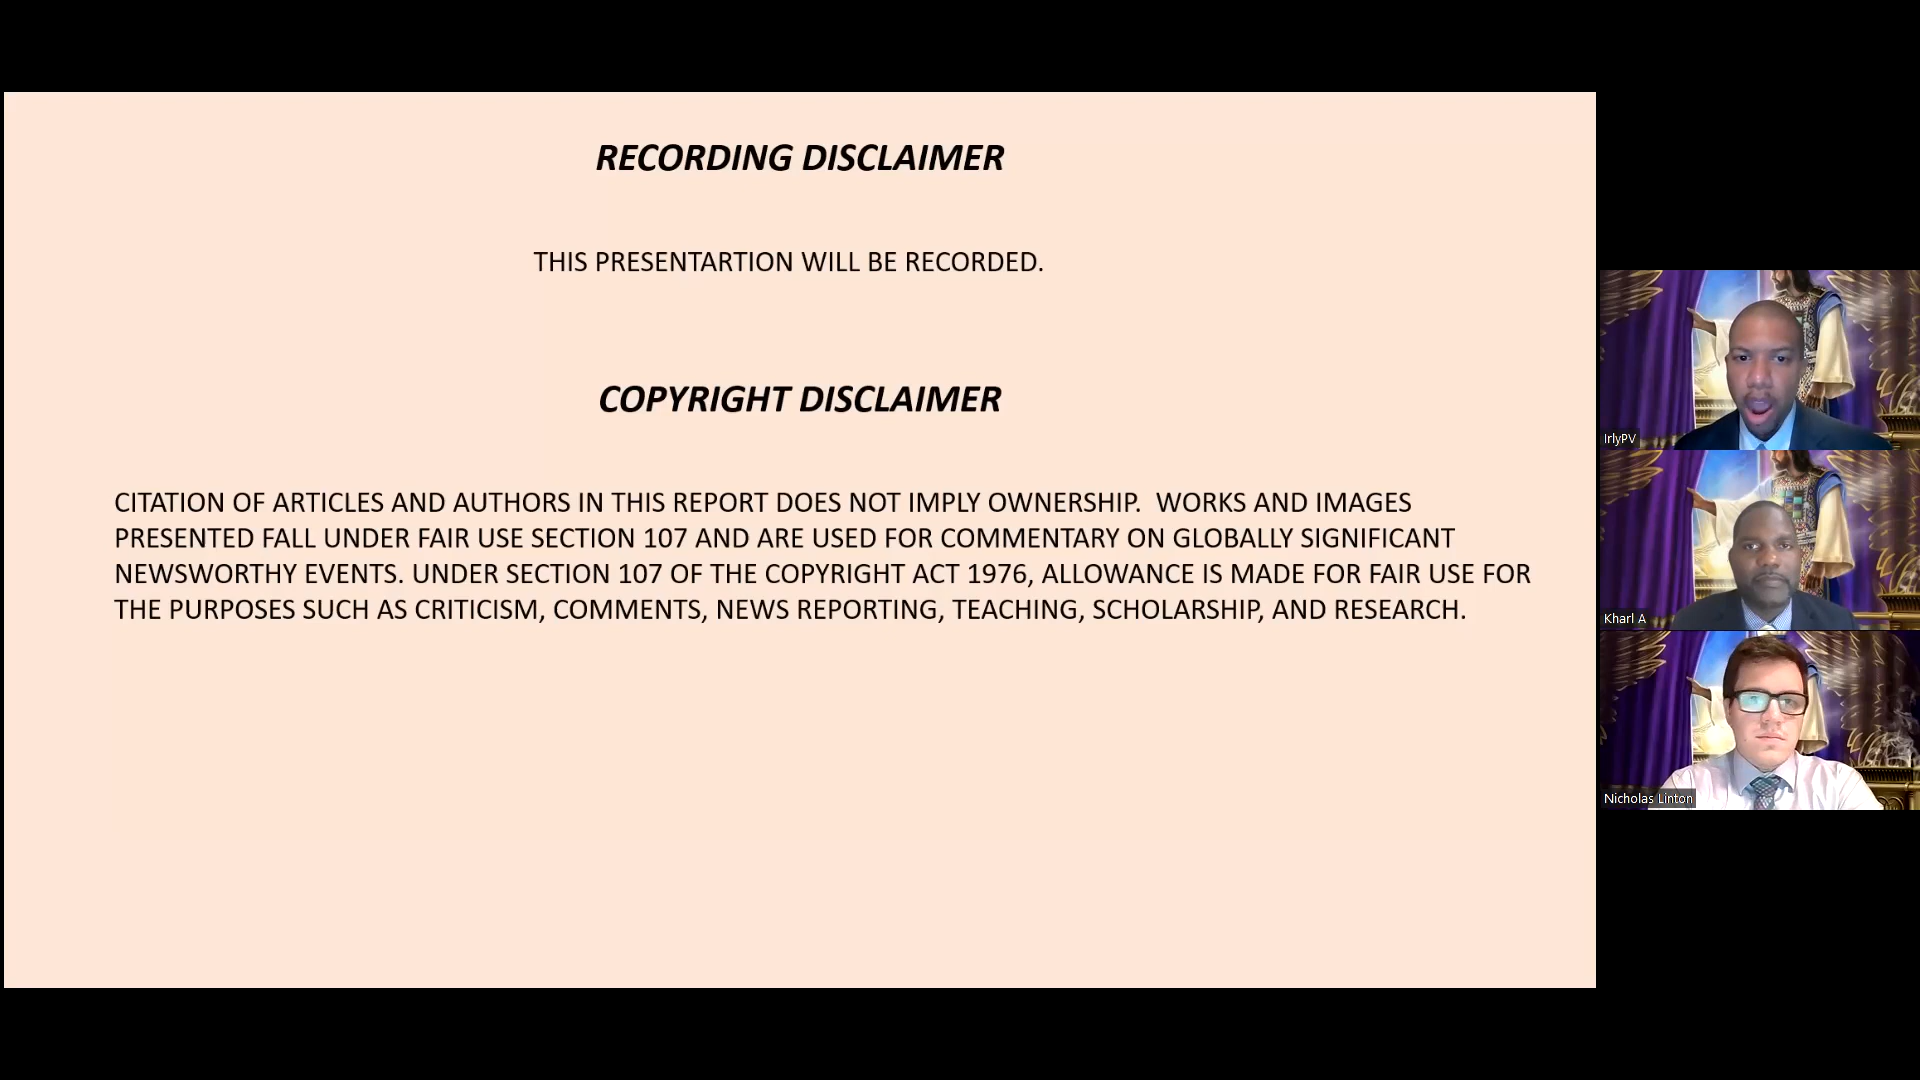 RECORDING DISCLAIMER
THIS PRESENTARTION WILL BE RECORDED.
COPYRIGHT DISCLAIMER
CITATION OF ARTICLES AND AUTHORS IN THIS REPORT DOES NOT IMPLY OWNERSHIP.  WORKS AND IMAGES
PRESENTED FALL UNDER FAIR USE SECTION 107 AND ARE USED FOR COMMENTARY ON GLOBALLY SIGNIFICANT
NEWSWORTHY EVENTS. UNDER SECTION 107 OF THE COPYRIGHT ACT 1976, ALLOWANCE IS MADE FOR FAIR USE FOR
THE PURPOSES SUCH AS CRITICISM, COMMENTS, NEWS REPORTING, TEACHING, SCHOLARSHIP, AND RESEARCH.
IrlyPV
Kharl A
Nicholas Linton